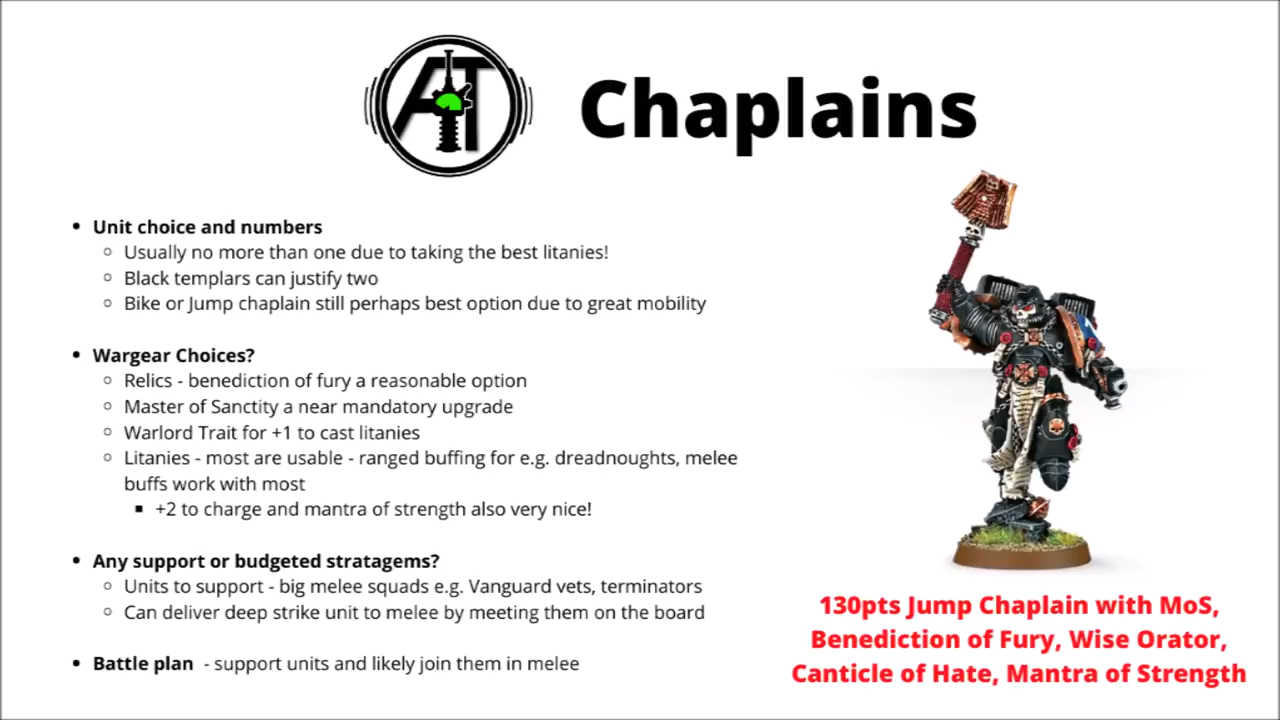 AT
Chaplains
Unit choice and numbers
Usually no more than one due to taking the best litanies!
Black templars can justify two
Bike or Jump chaplain still perhaps best option due to great mobility
Wargear Choices?
Relics - benediction of fury a reasonable option
Master of Sanctity a near mandatory upgrade
Warlord Trait for +1 to cast litanies
Litanies - most are usable - ranged buffing for e.g. dreadnoughts, melee
buffs work with most
+2 to charge and mantra of strength also very nice!
Any support or budgeted stratagems?
Units to support - big melee squads e.g. Vanguard vets, terminators
Can deliver deep strike unit to melee by meeting them on the board
Battle plan - support units and likely join them in melee
130pts Jump Chaplain with MoS,
Benediction of Fury, Wise Orator,
Canticle of Hate, Mantra of Strength